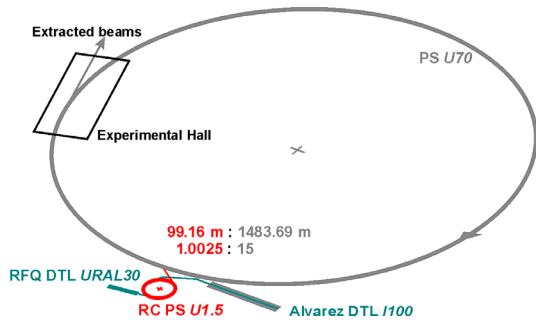 Extracted beams
PS U70
Experimental Hall
99.16 m : 1483.69 m
1.0025 : 15
RFQ DTL URAL30
RC PS U1.5
Alvarez DTL I100